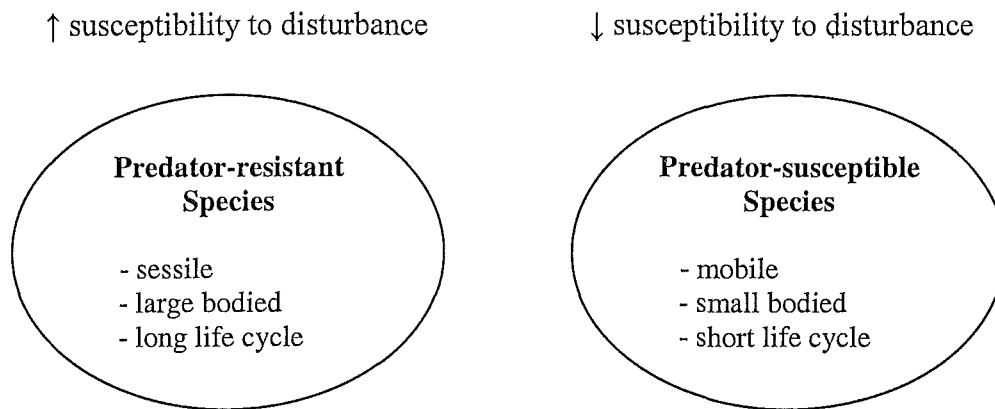 ↑ susceptibility to disturbance
↓ susceptibility to disturbance
Predator-resistant
Species
- sessile
- large bodied
- long life cycle
Predator-susceptible
Species
- mobile
- small bodied
- short life cycle